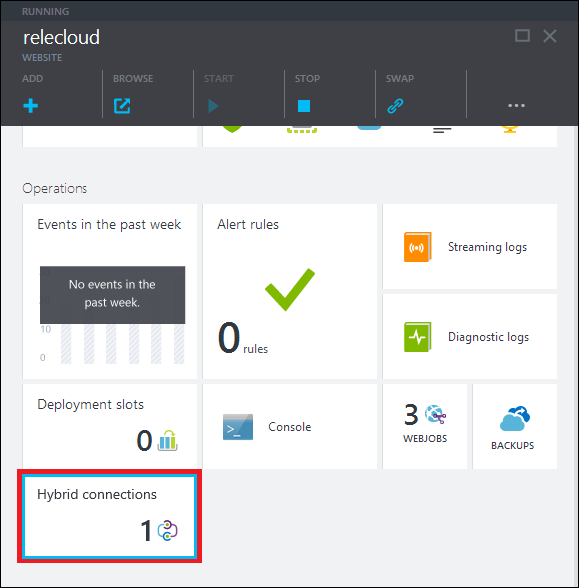 RUNNING
relecloud
WEBSITE
ADD
BROWSE
START
STOP
SWAP
Operations
Events in the past week
No events in the
past week.
10
0
Alert rules
0 rules
Streaming logs
Diagnostic logs
Deployment slots
0
Console
3
WEBJOBS
BACKUPS
Hybrid connections
1